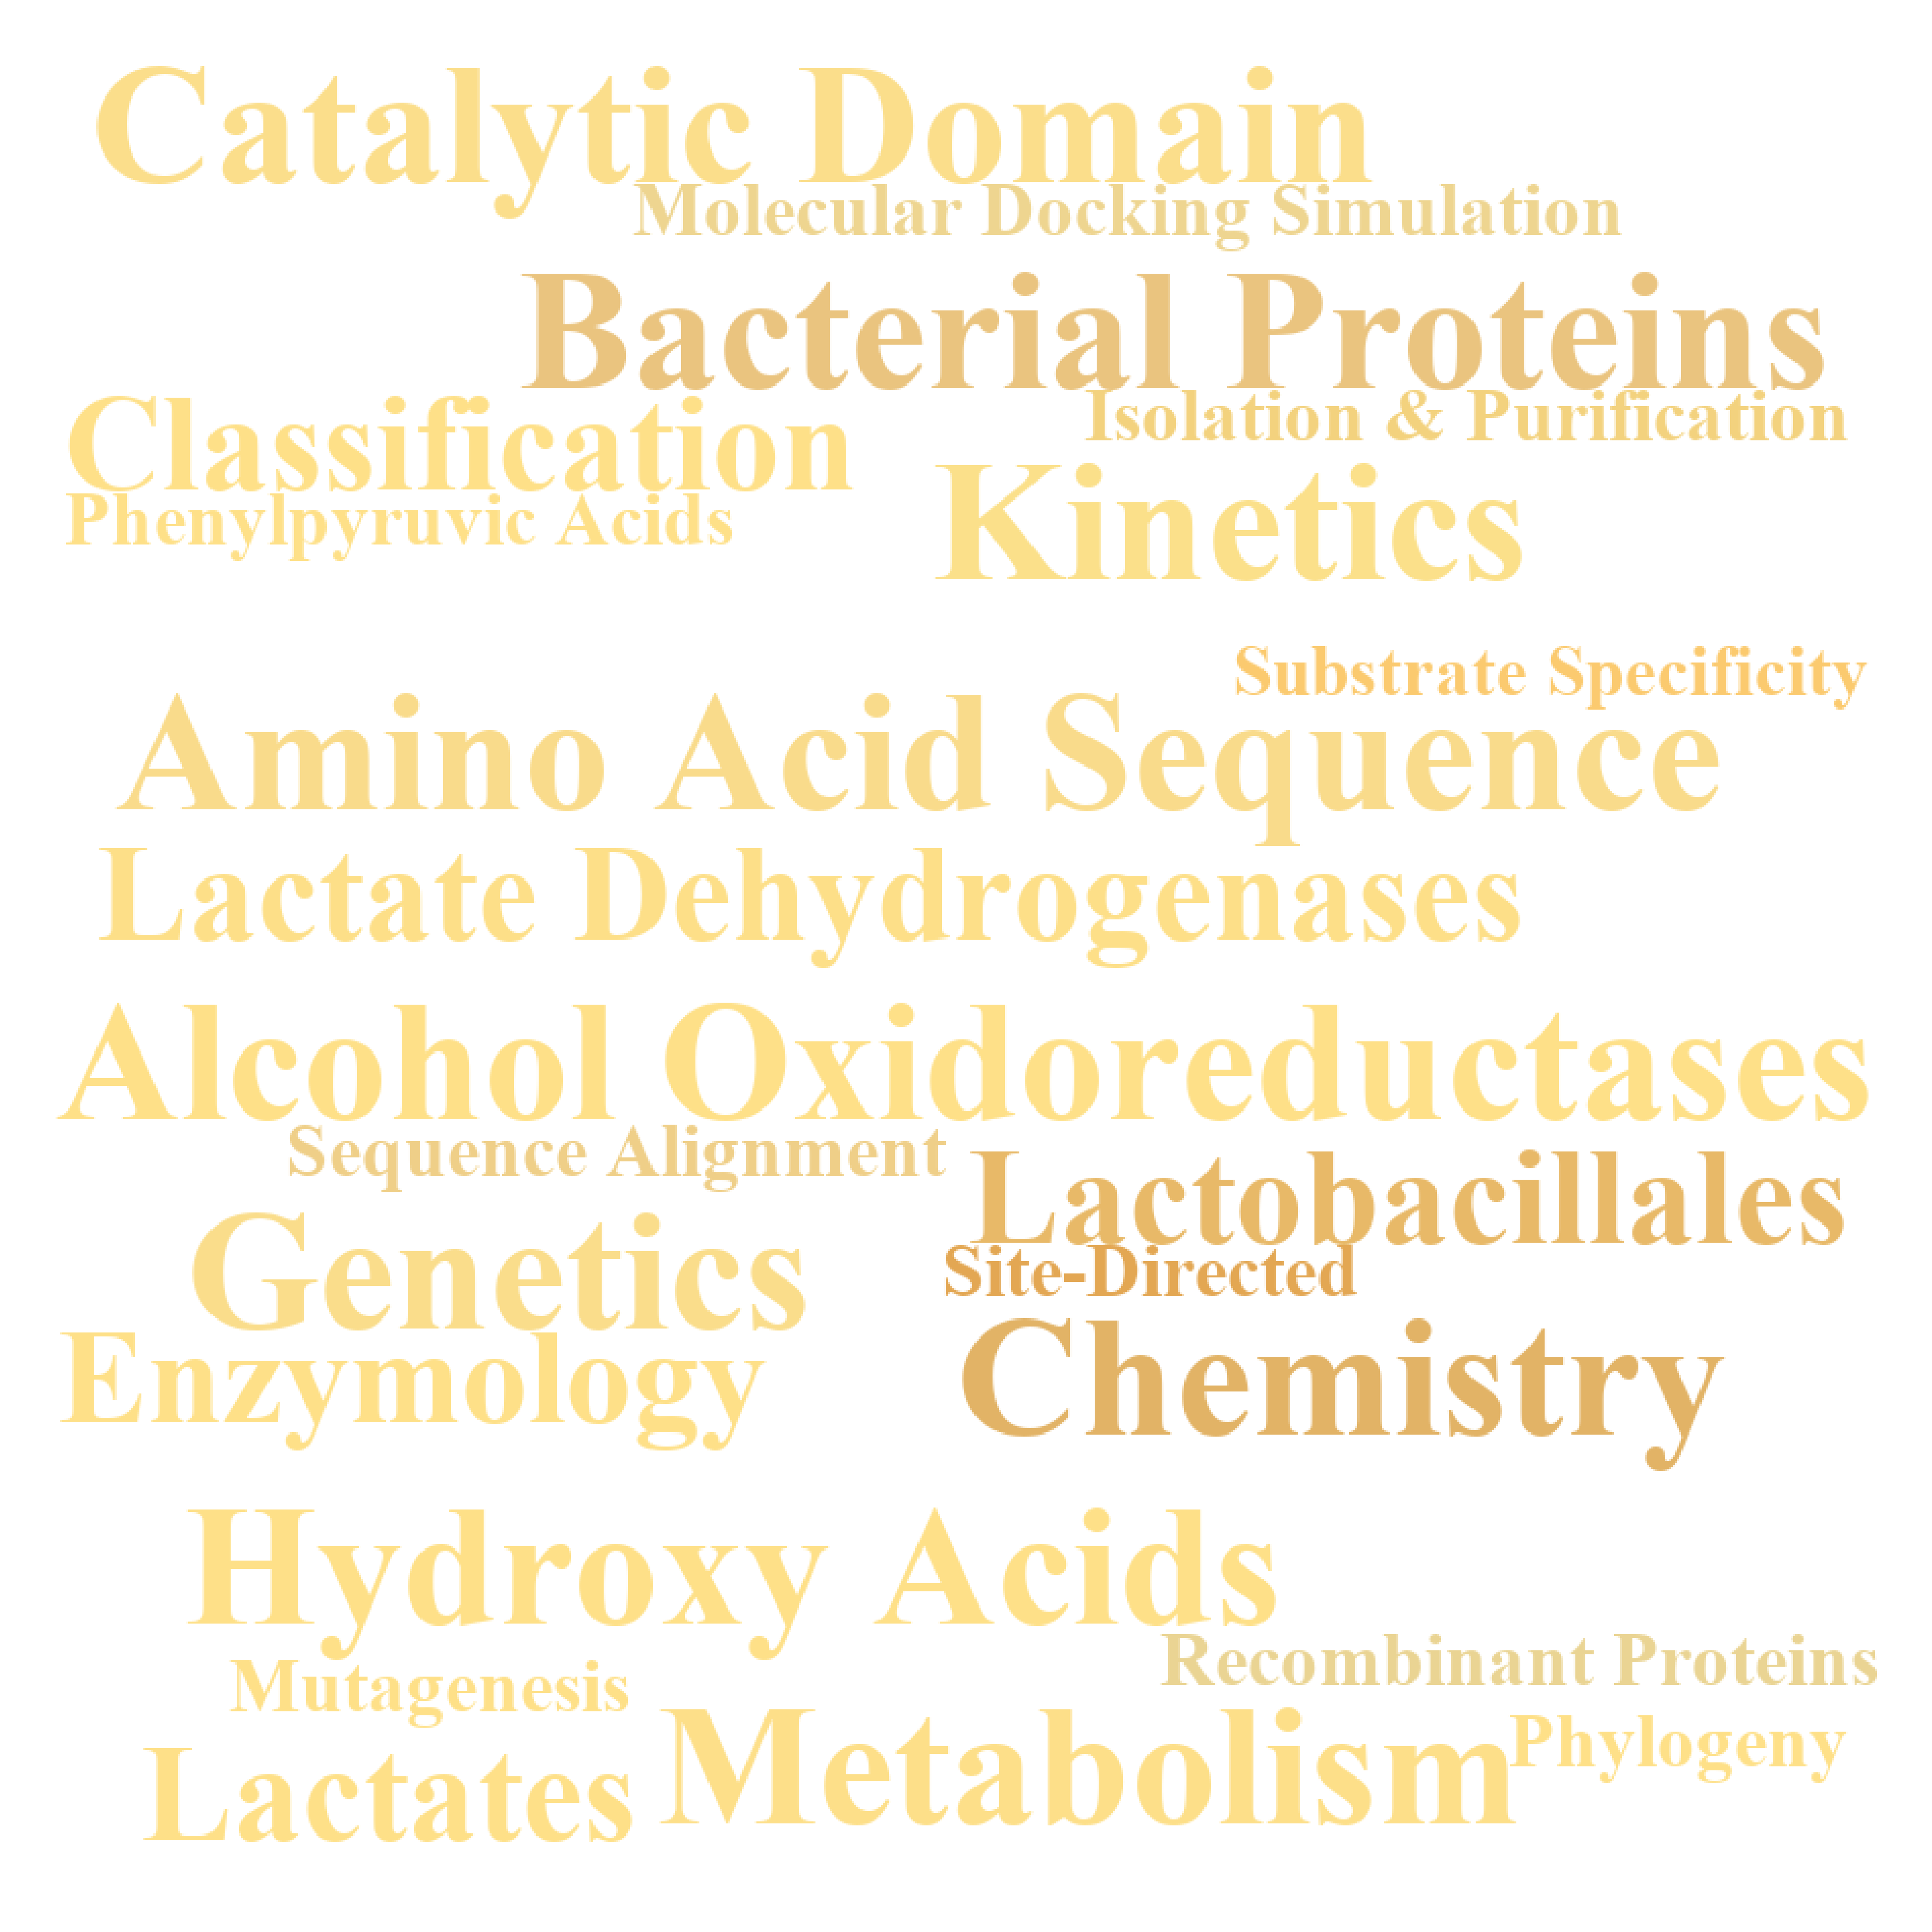 Catalytic Domain
Molecular Docking Simulation
Bacterial Proteins
Isolation & Purification
Classification
Phenylpyruvic Acids
Kinetics
Substrate Specificity
Amino Acid Sequence
Lactate Dehydrogenases
Alcohol Oxidoreductases
Sequence Alignment
Lactobacillales
Genetics
Site-Directed
Enzymology
Chemistry
Hydroxy Acids
Recombinant Proteins
Mutagenesis
Metabolism
Phylogeny
Lactates